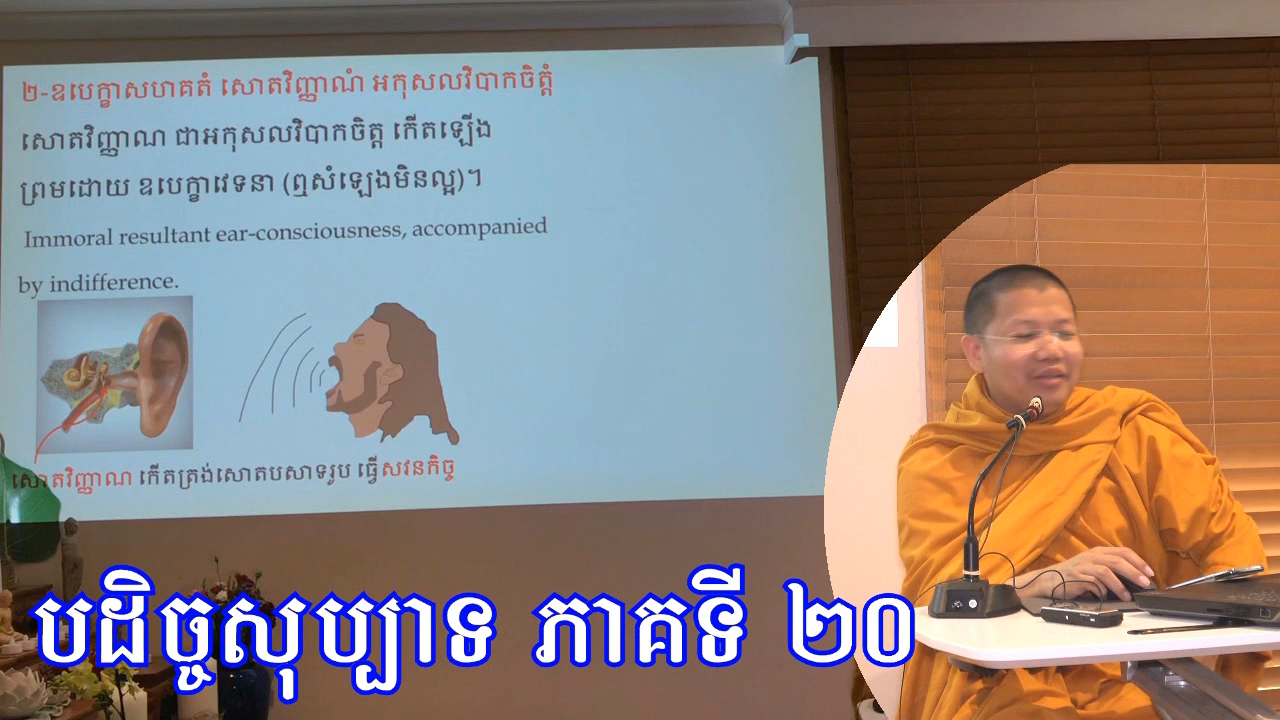 ២-ឧបេក្ខាសហគតំ សោតវិញ្ញាណំ អកុសលវិបាកចិត្តំ
សោតវិញ្ញាណ ជាអកុសលវិបាកចិត្ត កើតឡើង
ព្រមដោយ ឧបេក្ខាវេទនា (ឮសំឡេងមិនល្អ)។
Immoral resultant ear-consciousness, accompanied
by indifference.
សោតវិញ្ញាណ កើតត្រង់សោតបសាទរូប ធ្វើសវនកិច្ច
បដិច្ចសុប្បាទ ភាគទី ២០